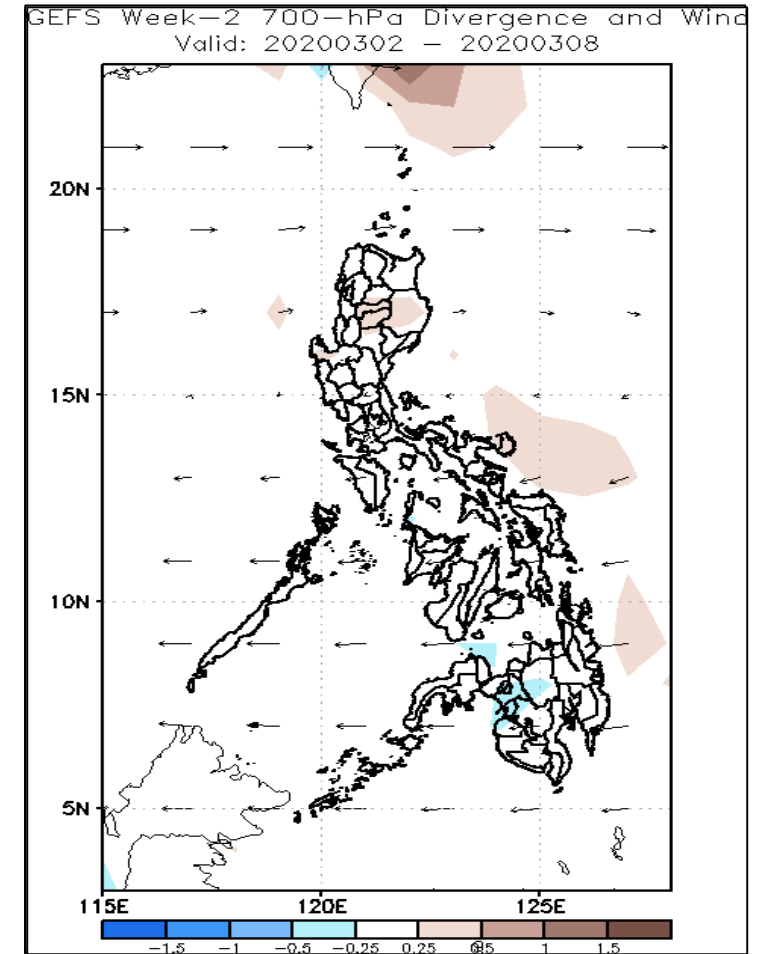 GEFS Week-2 700-hPa Divergence and Wind
Valid: 20200302 - 20200308
20N
15N
10N
5N
115E 120E 125E
-1.5 -1 -0.5 -0.25 0.25 1 1.5